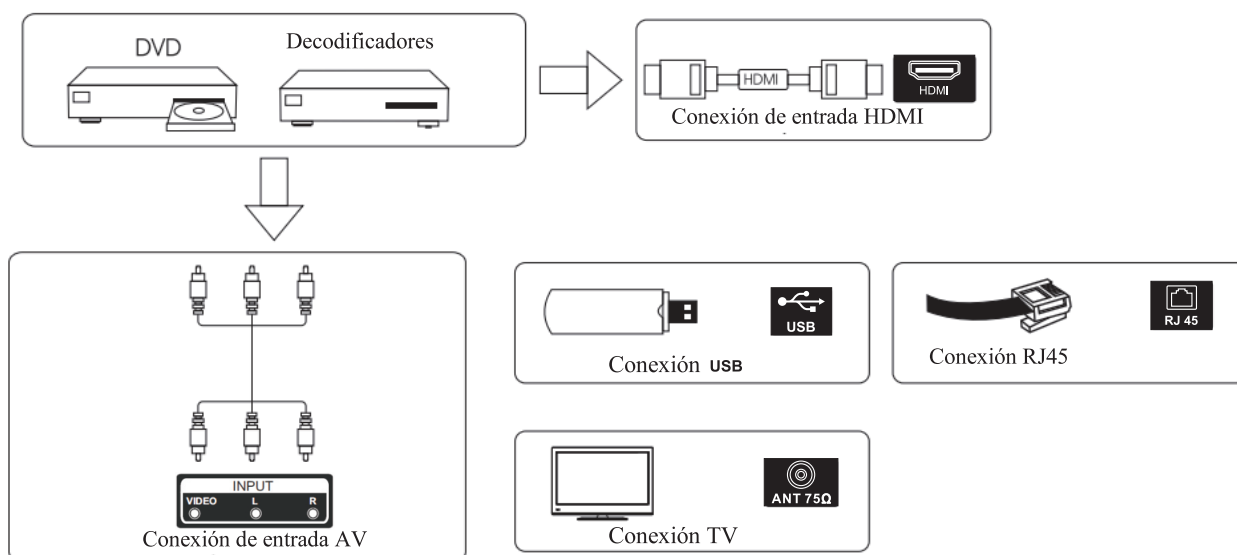 DVD
Decodificadores
HDMI
HDMI
Conexión de entrada HDMI
INPUT
VIDEO L R
Conexión de entrada AV
USB
Conexión USB
RJ 45
Conexión RJ45
ANT 75Ω
Conexión TV